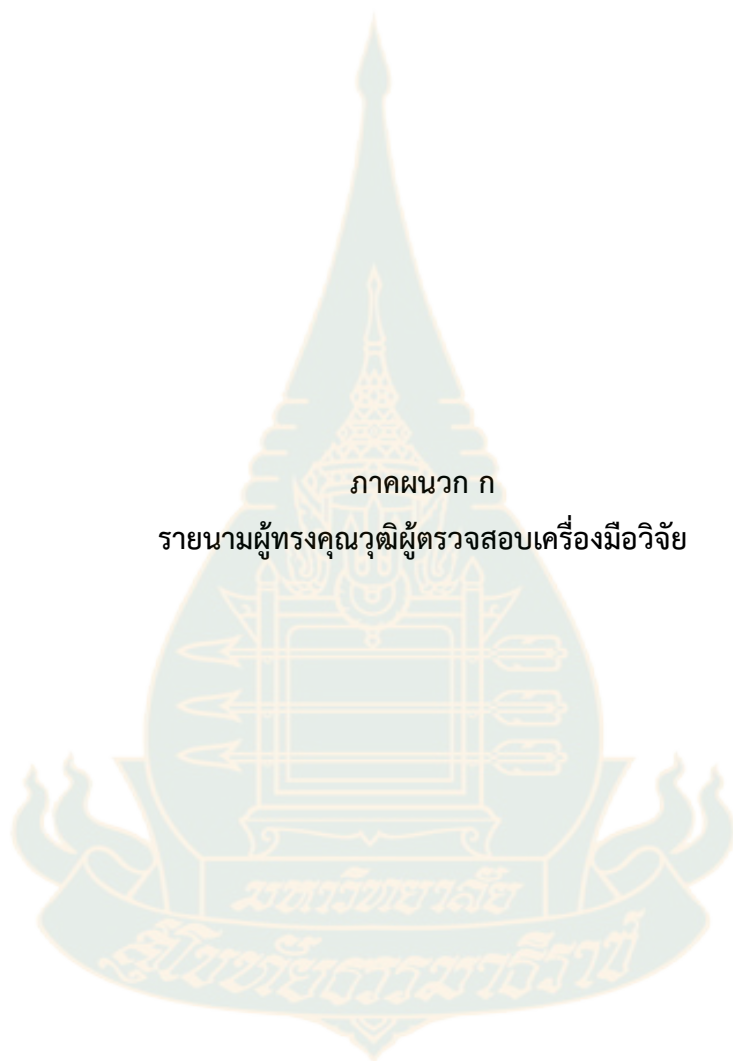 ภาคผนวก ก
รายนามผู้ทรงคุณวุฒิผู้ตรวจสอบเครื่องมือวิจัย
มหาวิทยาลัย
สุโขทัยธรรมาธิราช